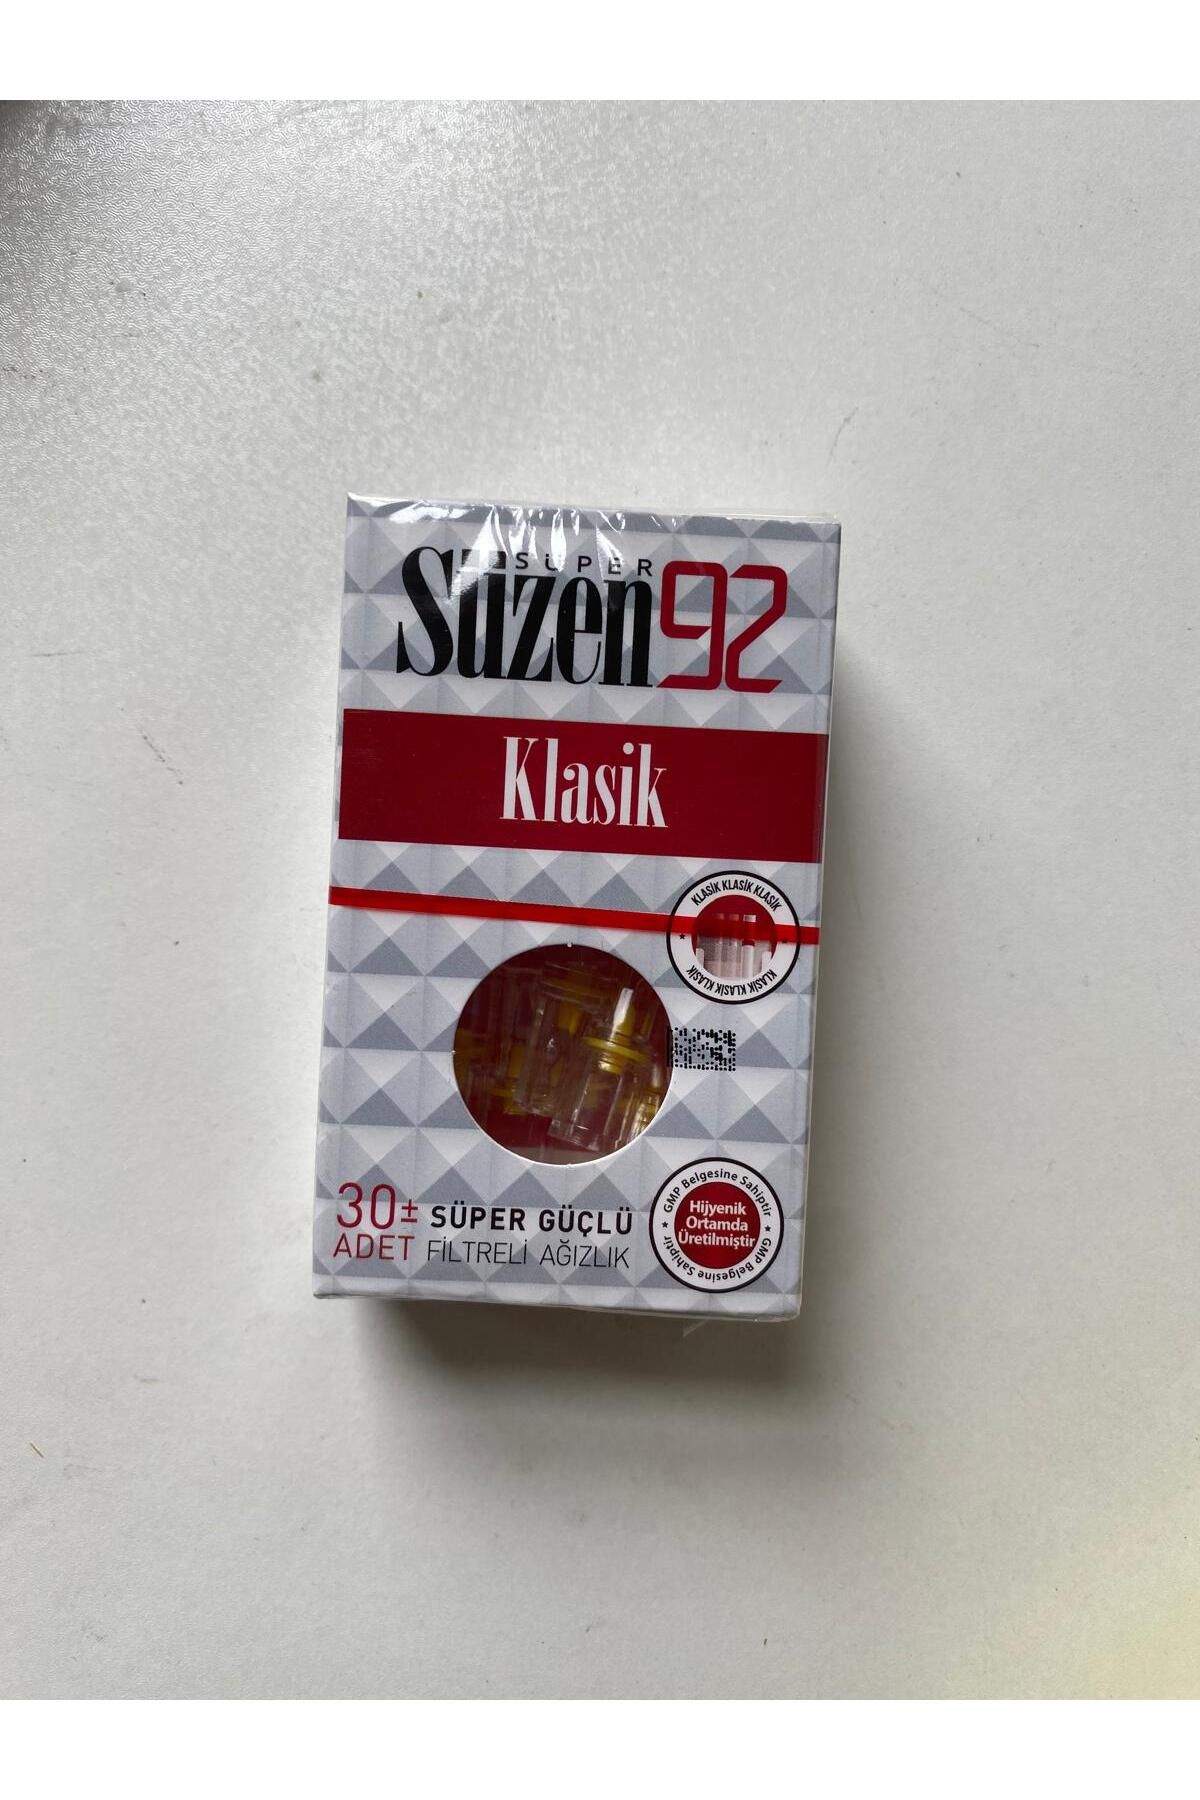 SÜPER
Süzen92
Klasik
KLASİK KLASİK KLASİK
KLASİK KLASİK KLASİK
30± SÜPER GÜÇLÜ
ADET FİLTRELİ AĞIZLIK
GMP Belgesine Sahiptir
Hijyenik
Ortamda
Üretilmiştir
GMP Belgesine Sahiptir